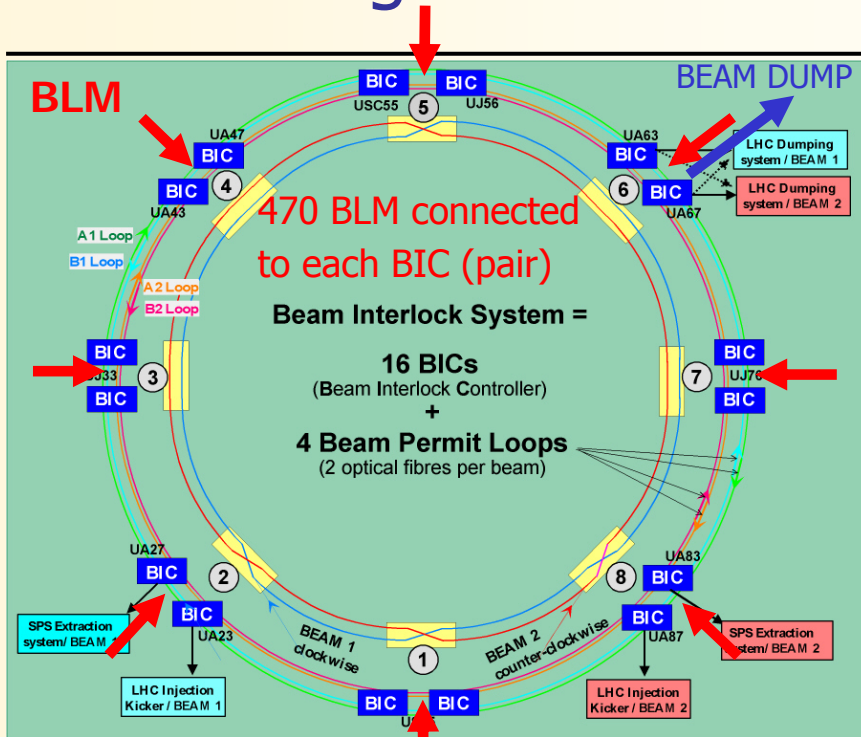 BEAM DUMP
BLM
BIC
BIC
USC55
5
UJ56
UA47
BIC
4
BIC
UA43
UA63
BIC
6
BIC
UA67
LHC Dumping
system / BEAM 1
LHC Dumping
system / BEAM 2
470 BLM connected
to each BIC (pair)
A1 Loop
B1 Loop
A2 Loop
B2 Loop
Beam Interlock System =
16 BICs
(Beam Interlock Controller)
+
4 Beam Permit Loops
(2 optical fibres per beam)
BIC
UJ33
BIC
3
7
BIC
UJ76
BIC
UA27
BIC
2
BIC
UA23
SPS Extraction
system/ BEAM 1
LHC Injection
Kicker / BEAM 1
BEAM 1
clockwise
1
BEAM 2
counter-clockwise
8
UA83
BIC
BIC
UA87
SPS Extraction
system/ BEAM 2
LHC Injection
Kicker / BEAM 2
BIC
BIC